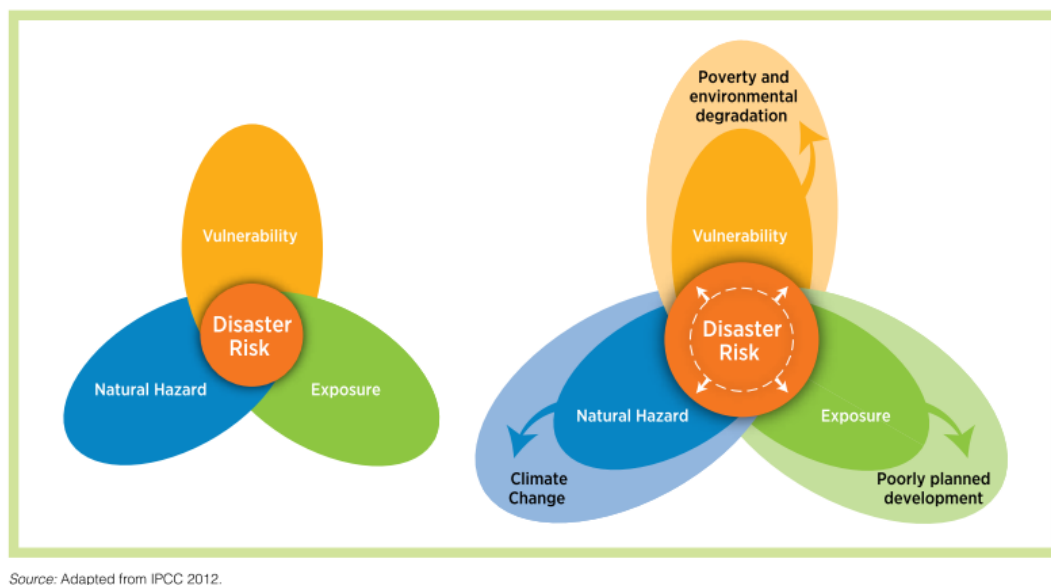 Vulnerability
Disaster
Risk
Natural Hazard
Exposure
Poverty and
environmental
degradation
Vulnerability
Disaster
Risk
Natural Hazard
Exposure
Climate
Change
Poorly planned
development
Source: Adapted from IPCC 2012.